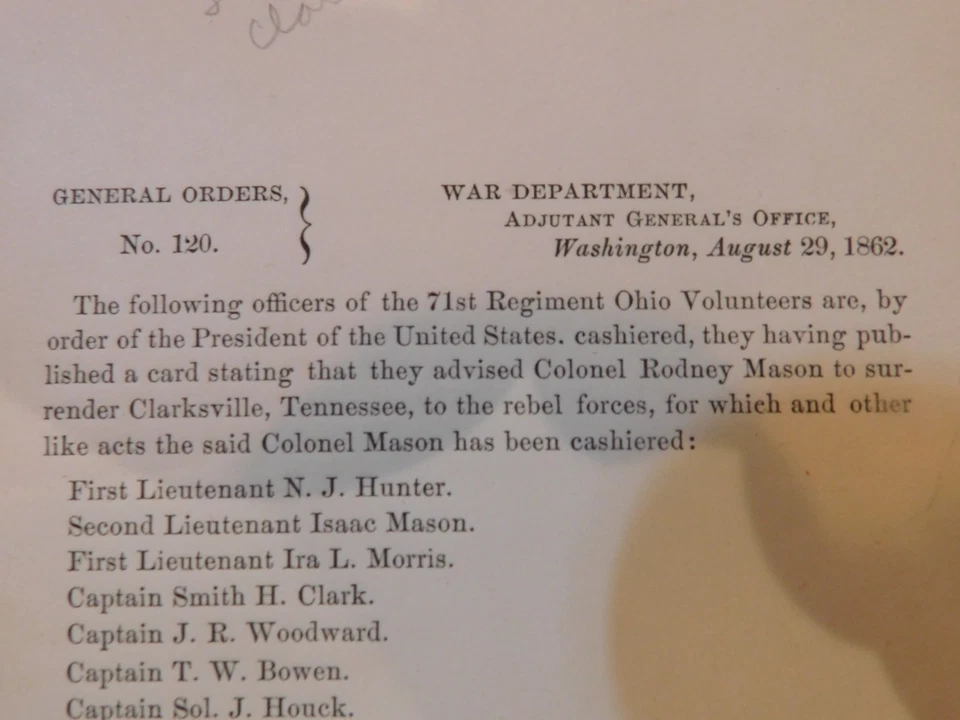 GENERAL ORDERS,
No. 120.
WAR DEPARTMENT,
ADJUTANT GENERAL'S OFFICE,
Washington, August 29, 1862.
The following officers of the 71st Regiment Ohio Volunteers are, by
order of the President of the United States. cashiered, they having pub-
lished a card stating that they advised Colonel Rodney Mason to sur-
render Clarksville, Tennessee, to the rebel forces, for which and other
like acts the said Colonel Mason has been cashiered:
First Lieutenant N. J. Hunter.
Second Lieutenant Isaac Mason.
First Lieutenant Ira L. Morris.
Captain Smith H. Clark.
Captain J. R. Woodward.
Captain T. W. Bowen.
Captain Sol. J. Houck.